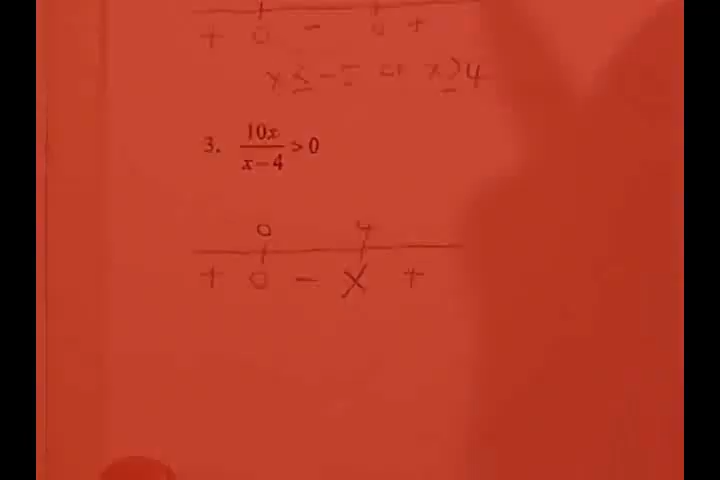 + 0 - 0 +
x ≤ -5 or x ≥ 4
3. 10x / x - 4 > 0
0 4
+ 0 - X +